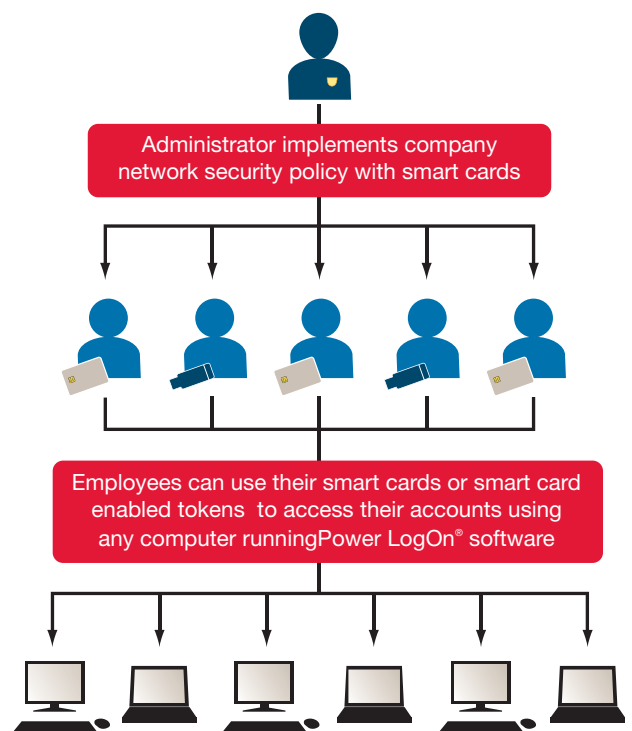 Administrator implements company
network security policy with smart cards
Employees can use their smart cards or smart card
enabled tokens  to access their accounts using
any computer runningPower LogOn® software